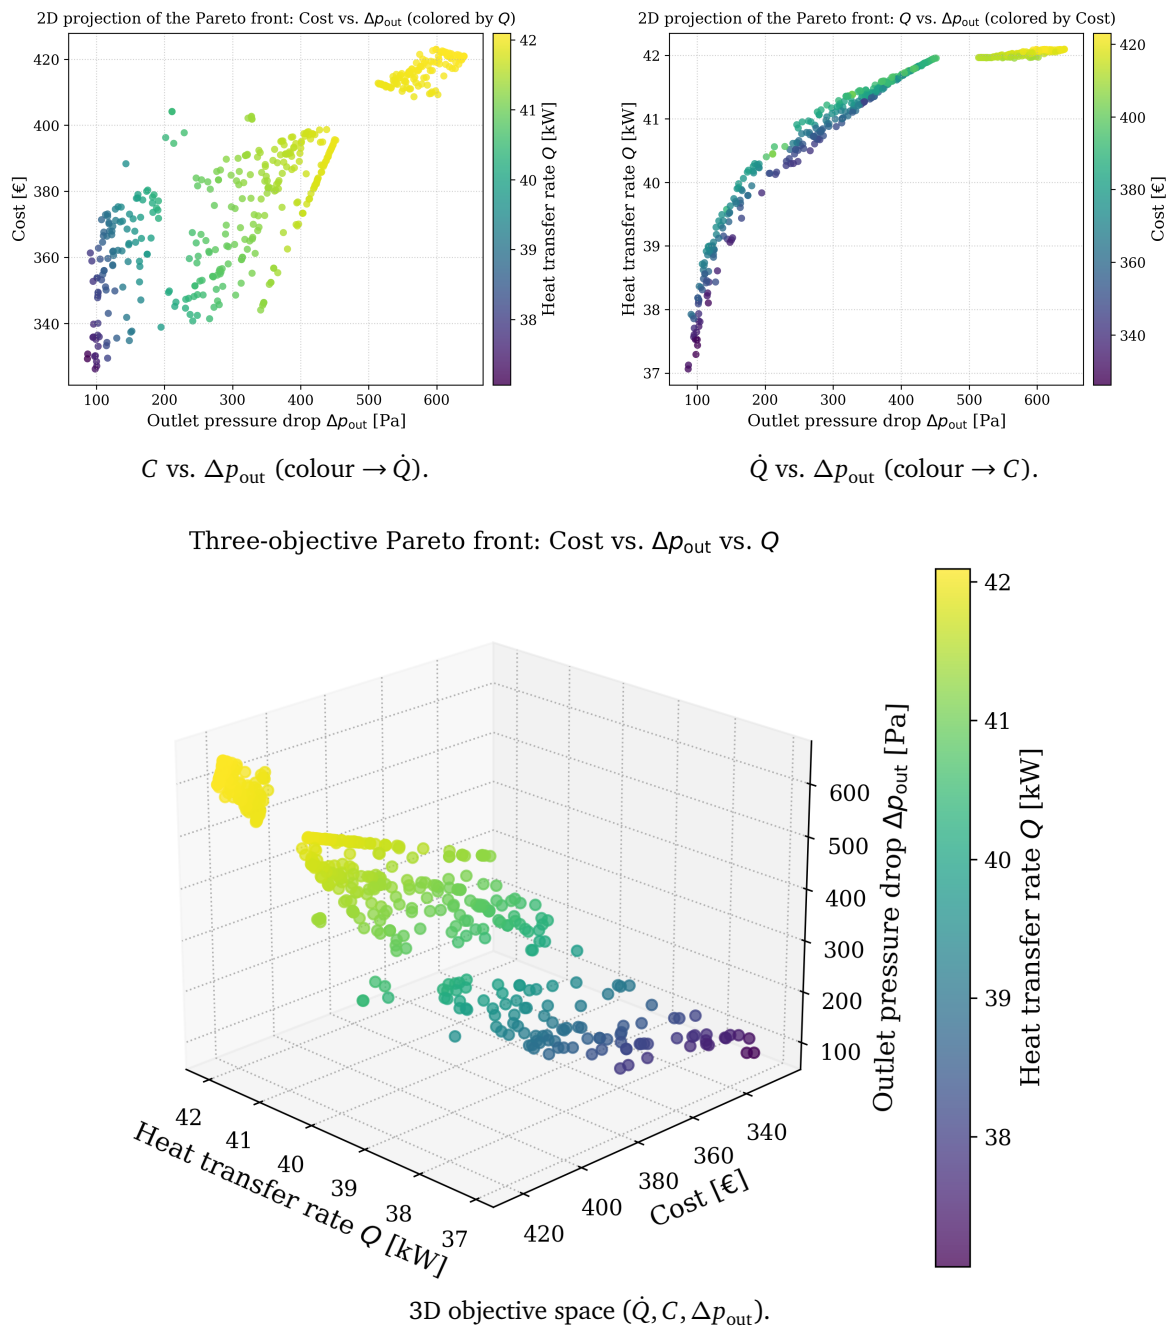 2D projection of the Pareto front: Cost vs. Δp_out (colored by Q)
420
400
380
360
340
Cost [€]
100 200 300 400 500 600
Outlet pressure drop Δp_out [Pa]
42
41
40
39
38
Heat transfer rate Q [kW]
C vs. Δp_out (colour → Q̇).
2D projection of the Pareto front: Q vs. Δp_out (colored by Cost)
42
41
40
39
38
37
Heat transfer rate Q [kW]
100 200 300 400 500 600
Outlet pressure drop Δp_out [Pa]
420
400
380
360
340
Cost [€]
Q̇ vs. Δp_out (colour → C).
Three-objective Pareto front: Cost vs. Δp_out vs. Q
600
500
400
300
200
100
Outlet pressure drop Δp_out [Pa]
42
41
40
39
38
37
Heat transfer rate Q [kW]
340
360
380
400
420
Cost [€]
42
41
40
39
38
Heat transfer rate Q [kW]
3D objective space (Q̇, C, Δp_out).